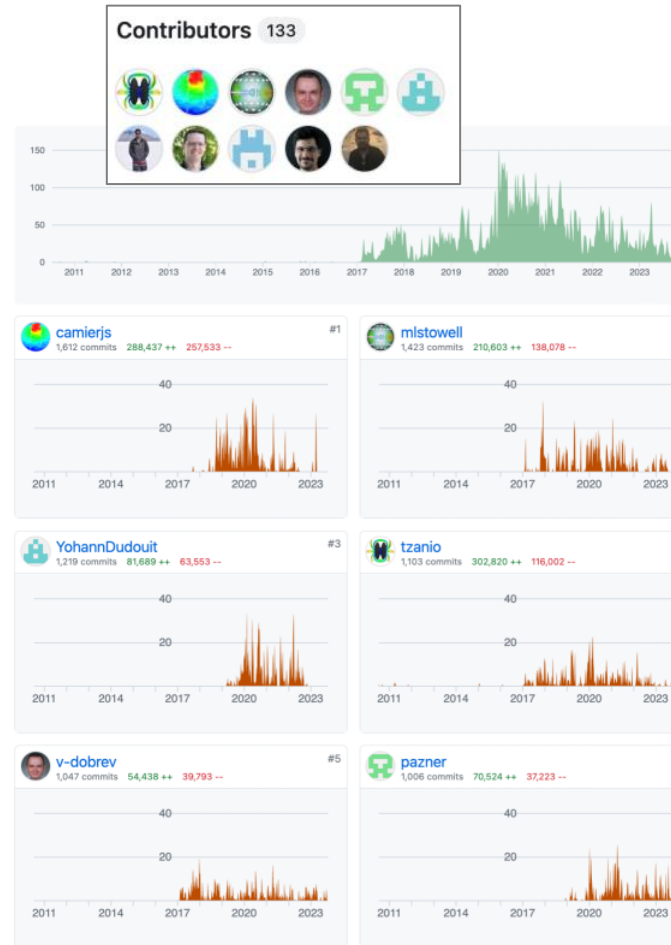 Contributors 133
150
100
50
0
2011 2012 2013 2014 2015 2016 2017 2018 2019 2020 2021 2022 2023
camierjs #1
1,612 commits 288,437 ++ 257,533 --
40
20
2011 2014 2017 2020 2023
mlstowell
1,423 commits 210,603 ++ 138,078 --
40
20
2011 2014 2017 2020 2023
YohannDudouit #3
1,219 commits 81,689 ++ 63,553 --
40
20
2011 2014 2017 2020 2023
tzanio
1,103 commits 302,820 ++ 116,002 --
40
20
2011 2014 2017 2020 2023
v-dobrev #5
1,047 commits 54,438 ++ 39,793 --
40
20
2011 2014 2017 2020 2023
pazner
1,006 commits 70,524 ++ 37,223 --
40
20
2011 2014 2017 2020 2023